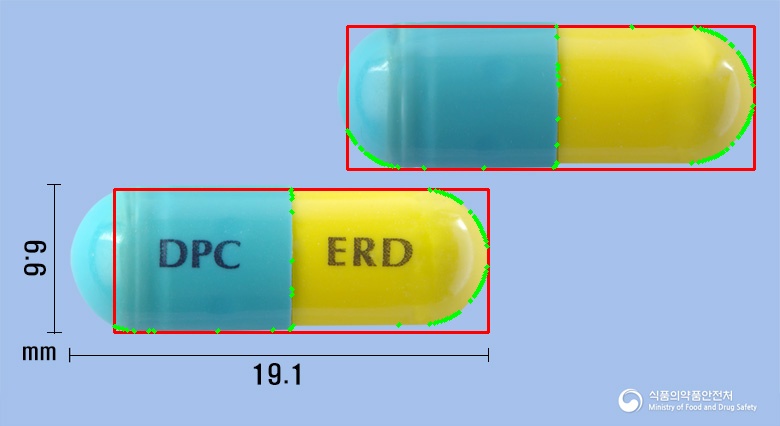 DPC ERD
6.6
mm
19.1
식품의약품안전처
Ministry of Food and Drug Safety